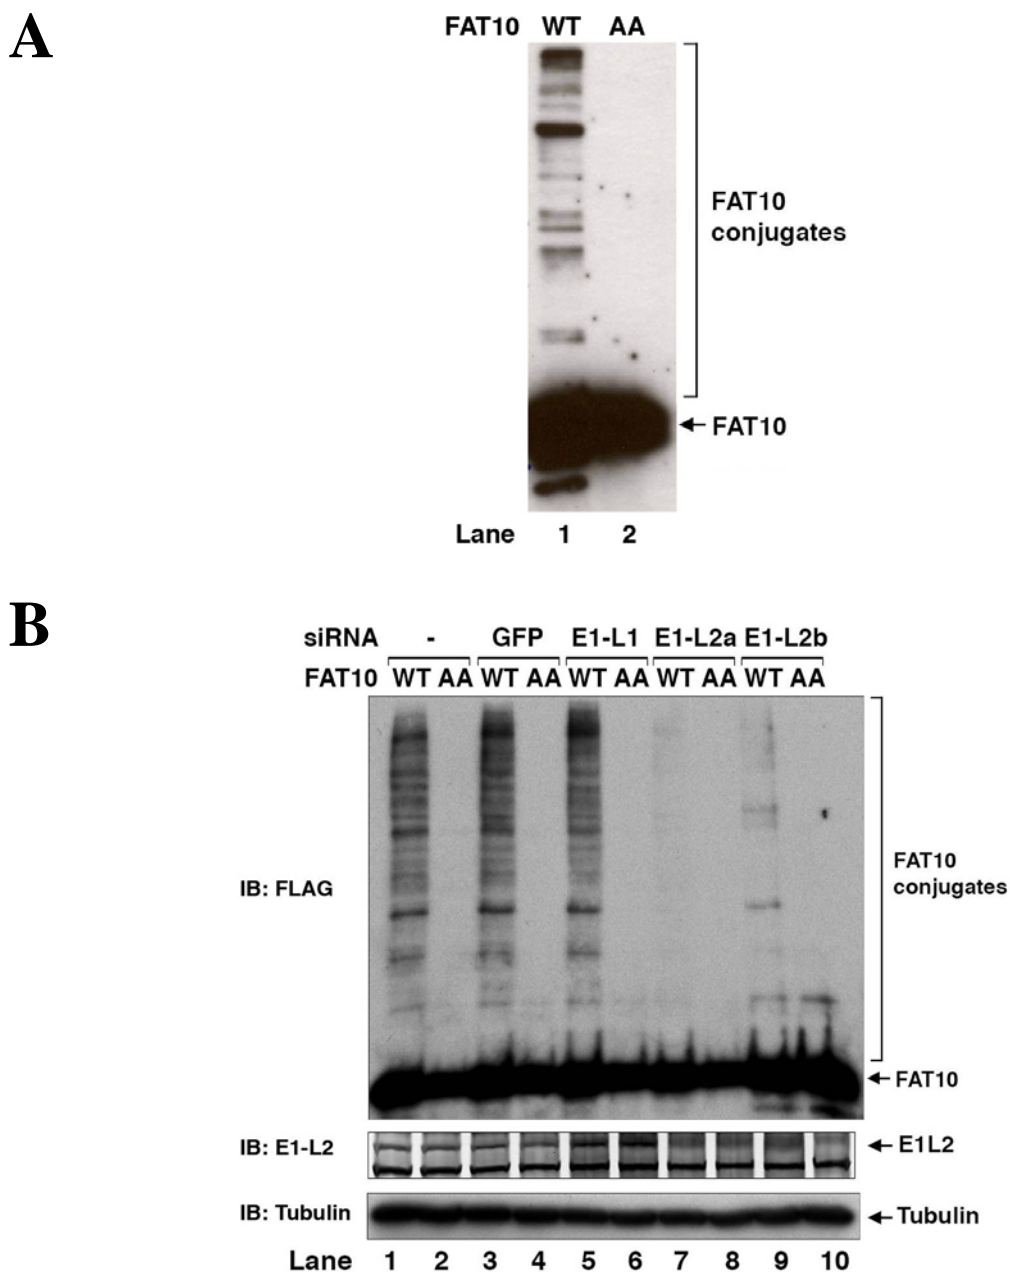 A
FAT10 WT AA
FAT10
conjugates
FAT10
Lane 1 2
B
siRNA - GFP E1-L1 E1-L2a E1-L2b
FAT10 WT AA WT AA WT AA WT AA WT AA
IB: FLAG
FAT10
conjugates
FAT10
IB: E1-L2
E1L2
IB: Tubulin
Tubulin
Lane 1 2 3 4 5 6 7 8 9 10